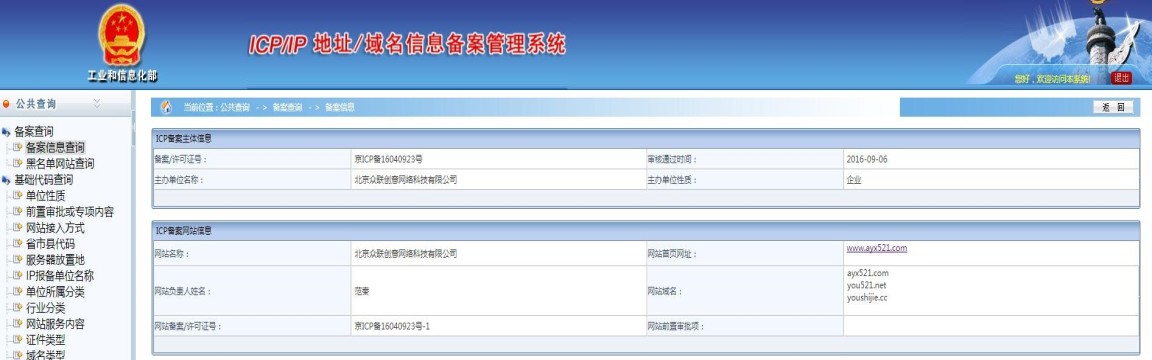 ICP/IP 地址/域名信息备案管理系统
工业和信息化部
您好，欢迎访问本系统! 退出
公共查询
当前位置：公共查询 -> 备案查询 -> 备案信息
返 回
备案查询
备案信息查询
黑名单网站查询
基础代码查询
单位性质
前置审批或专项内容
网站接入方式
省市县代码
服务器放置地
IP报备单位名称
单位所属分类
行业分类
网站服务内容
证件类型
域名类型
ICP备案主体信息
备案/许可证号： 京ICP备16040923号 审核通过时间： 2016-09-06
主办单位名称： 北京众联创意网络科技有限公司 主办单位性质： 企业
ICP备案网站信息
网站名称： 北京众联创意网络科技有限公司 网站首页网址： www.ayx521.com
网站负责人姓名： 范秦 网站域名： ayx521.com
you521.net
youshijie.cc
网站备案/许可证号： 京ICP备16040923号-1 网站前置审批项：